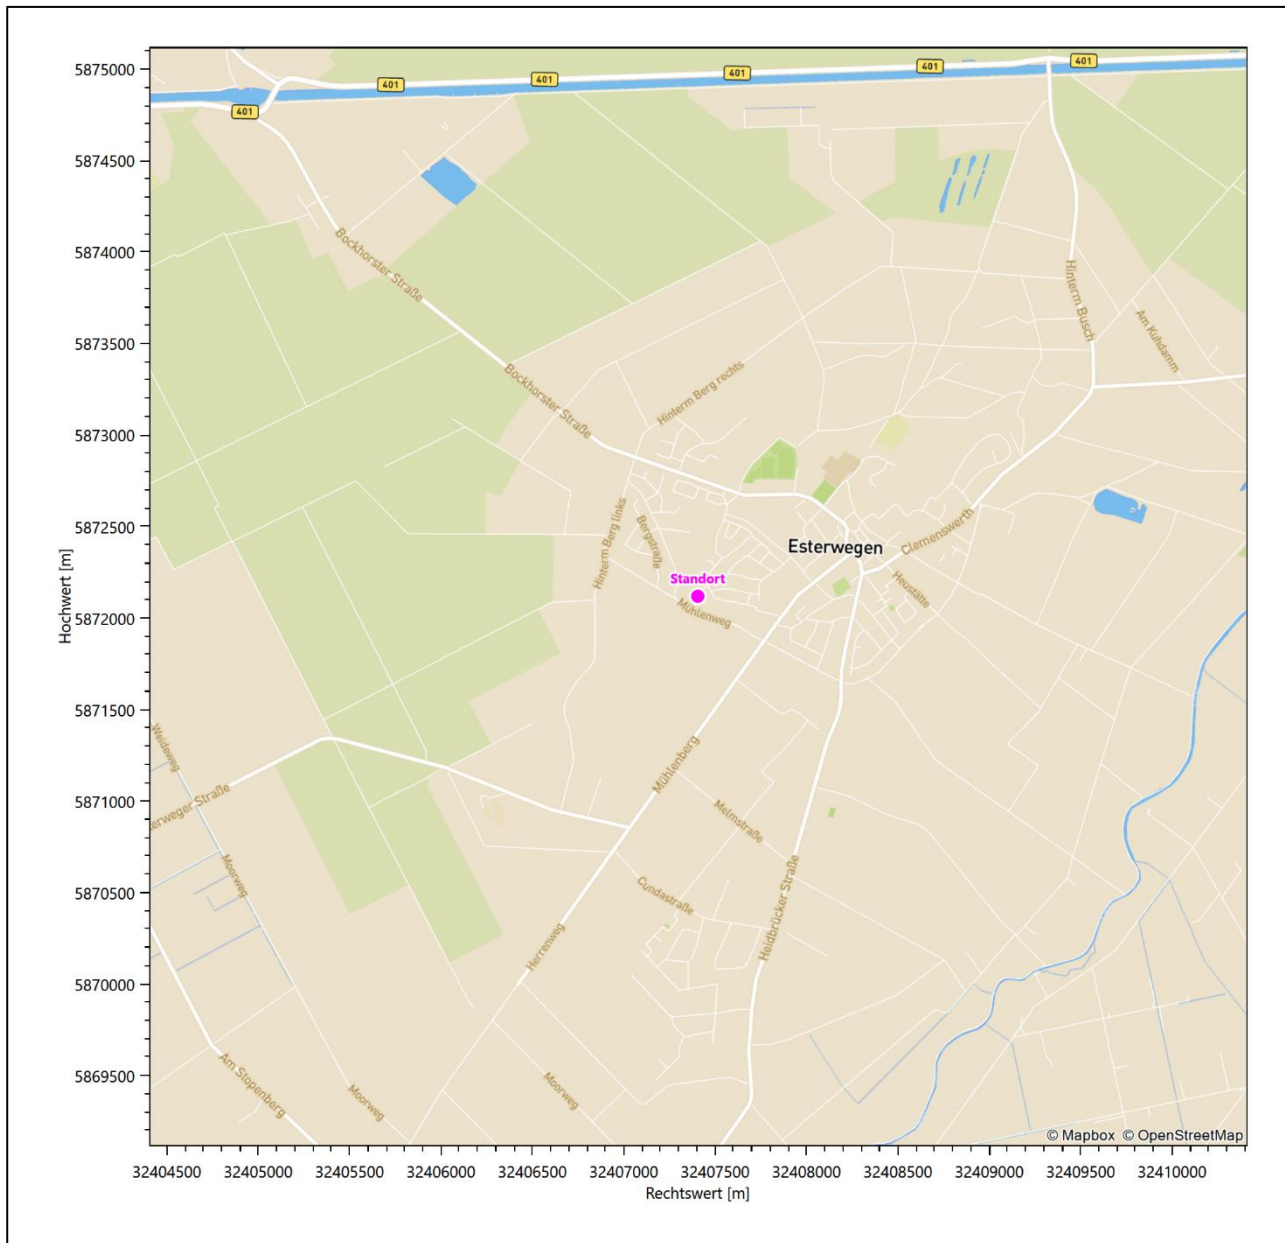 5875000
401
401
401
401
401
401
5874500
5874000
Bockhorster Straße
Hinterm Busch
Am Kuhdamm
5873500
Bockhorster Straße
Hinterm Berg rechts
5873000
5872500
Hinterm Berg links
Bergstraße
Esterwegen
Clemenswerth
Standort
Heustätte
5872000
Mühlenweg
Hochwert [m]
5871500
Weideweg
Mühlenberg
5871000
terweger Straße
Melmstraße
Moorweg
5870500
Cundastraße
Heidbrücker Straße
Herrenweg
5870000
5869500
Am Stopenberg
Moorweg
Moorweg
© Mapbox © OpenStreetMap
32404500 32405000 32405500 32406000 32406500 32407000 32407500 32408000 32408500 32409000 32409500 32410000
Rechtswert [m]